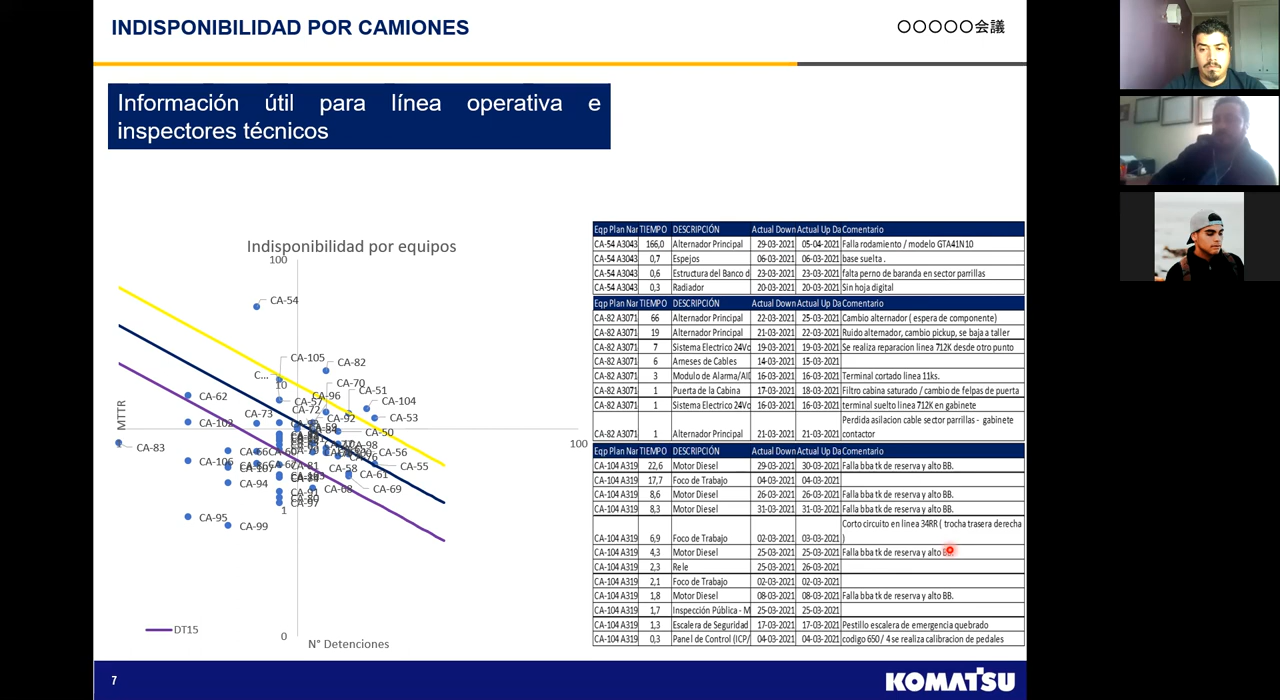 INDISPONIBILIDAD POR CAMIONES
〇〇〇〇〇会議
Información útil para línea operativa e
inspectores técnicos
Indisponibilidad por equipos
100
CA-54
CA-105
CA-82
C...
10
CA-70
CA-51
CA-62
CA-96
CA-57
CA-104
CA-72
CA-73
CA-92
CA-53
CA-102
CA-50
MTTR
100
CA-83
CA-98
CA-56
CA-106
CA-81
CA-55
CA-58
CA-61
CA-94
CA-68
CA-69
CA-97
1
CA-95
CA-99
DT15
0
N° Detenciones
Eqp Plan Nar TIEMPO DESCRIPCIÓN Actual Down Actual Up Da Comentario
CA-54 A3043 166,0 Alternador Principal 29-03-2021 05-04-2021 Falla rodamiento / modelo GTA41N10
CA-54 A3043 0,7 Espejos 06-03-2021 06-03-2021 base suelta .
CA-54 A3043 0,6 Estructura del Banco d 23-03-2021 23-03-2021 falta perno de baranda en sector parrillas
CA-54 A3043 0,3 Radiador 20-03-2021 20-03-2021 Sin hoja digital
Eqp Plan Nar TIEMPO DESCRIPCIÓN Actual Down Actual Up Da Comentario
CA-82 A3071 66 Alternador Principal 22-03-2021 25-03-2021 Cambio alternador ( espera de componente)
CA-82 A3071 19 Alternador Principal 21-03-2021 22-03-2021 Ruido alternador, cambio pickup, se baja a taller
CA-82 A3071 7 Sistema Electrico 24Vo 19-03-2021 19-03-2021 Se realiza reparacion linea 712K desde otro punto
CA-82 A3071 6 Arneses de Cables 14-03-2021 15-03-2021
CA-82 A3071 3 Modulo de Alarma/AI 16-03-2021 16-03-2021 Terminal cortado linea 11ks.
CA-82 A3071 1 Puerta de la Cabina 17-03-2021 18-03-2021 Filtro cabina saturado / cambio de felpas de puerta
CA-82 A3071 1 Sistema Electrico 24Vo 16-03-2021 16-03-2021 terminal suelto linea 712K en gabinete
Perdida asilacion cable sector parrillas - gabinete
CA-82 A3071 1 Alternador Principal 21-03-2021 21-03-2021 contactor
Eqp Plan Nar TIEMPO DESCRIPCIÓN Actual Down Actual Up Da Comentario
CA-104 A319 22,6 Motor Diesel 29-03-2021 30-03-2021 Falla bba tk de reserva y alto BB.
CA-104 A319 17,7 Foco de Trabajo 04-03-2021 04-03-2021
CA-104 A319 8,6 Motor Diesel 26-03-2021 26-03-2021 Falla bba tk de reserva y alto BB.
CA-104 A319 8,3 Motor Diesel 31-03-2021 31-03-2021 Falla bba tk de reserva y alto BB.
Corto circuito en linea 34RR ( trocha trasera derecha
CA-104 A319 6,9 Foco de Trabajo 02-03-2021 03-03-2021 )
CA-104 A319 4,3 Motor Diesel 25-03-2021 25-03-2021 Falla bba tk de reserva y alto BB.
CA-104 A319 2,3 Rele 25-03-2021 26-03-2021
CA-104 A319 2,1 Foco de Trabajo 02-03-2021 02-03-2021
CA-104 A319 1,8 Motor Diesel 08-03-2021 08-03-2021 Falla bba tk de reserva y alto BB.
CA-104 A319 1,7 Inspección Pública - M 25-03-2021 25-03-2021
CA-104 A319 1,3 Escalera de Seguridad 17-03-2021 17-03-2021 Pestillo escalera de emergencia quebrado
CA-104 A319 0,3 Panel de Control (ICP/ 04-03-2021 04-03-2021 codigo 650 / 4 se realiza calibracion de pedales
7
KOMATSU